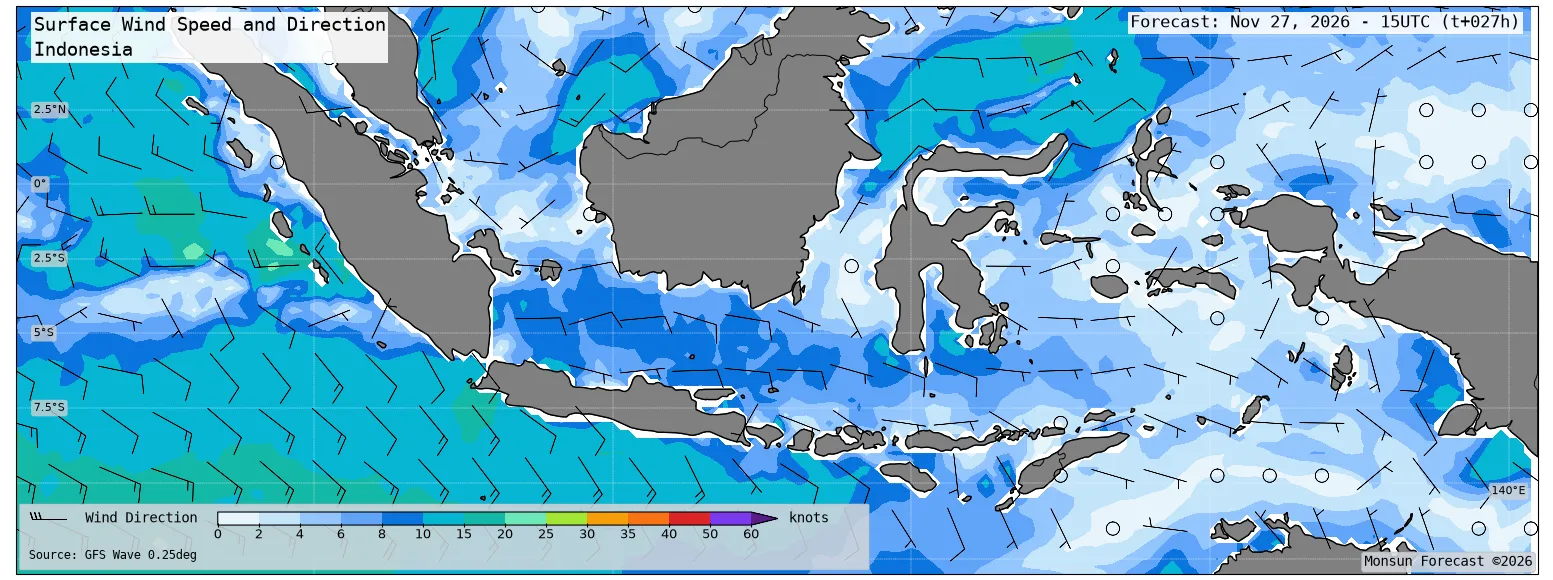 Surface Wind Speed and Direction
Indonesia
Forecast: Nov 27, 2026 - 15UTC (t+027h)
2.5°N
0°
2.5°S
5°S
7.5°S
140°E
Wind Direction
knots
0 2 4 6 8 10 15 20 25 30 35 40 50 60
Source: GFS Wave 0.25deg
Monsun Forecast ©2026